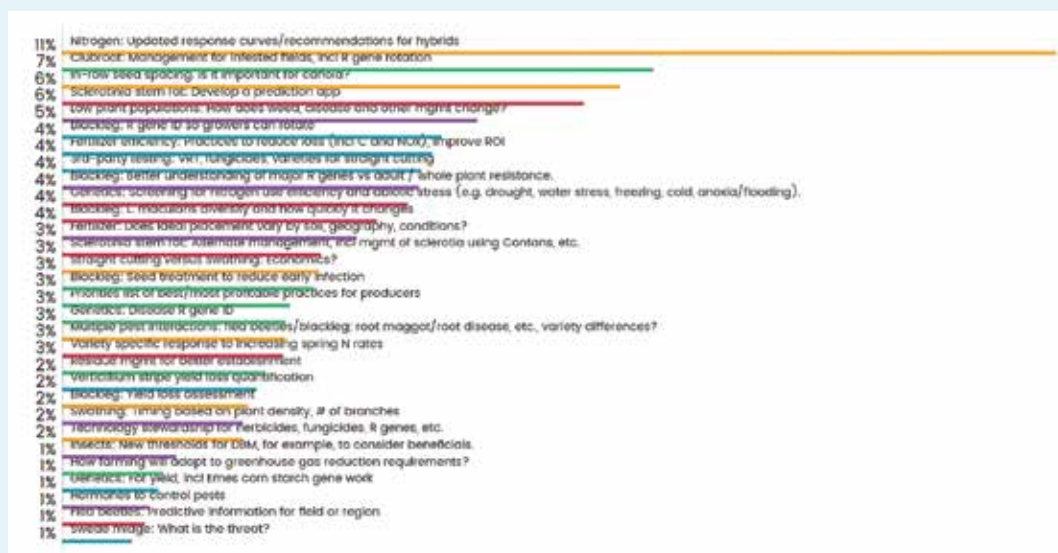 11% Nitrogen: Updated response curves/recommendations for hybrids
7% Clubroot: Management for infested fields, incl R gene rotation
6% In-row seed spacing. Is it important for canola?
6% Sclerotinia stem rot: Develop a prediction app
5% Low plant populations: How does weed, disease and other mgmt change?
4% Blackleg: R gene ID so growers can rotate
4% Fertilizer efficiency: Practices to reduce loss (incl C and NOx), improve ROI
4% 3rd-party testing: VRT, fungicides, varieties for straight cutting
4% Blackleg: Better understanding of major R genes vs adult / whole plant resistance.
4% Genetics: Screening for nitrogen use efficiency and abiotic stress (e.g. drought, water stress, freezing, cold, anoxia/flooding).
4% Blackleg: L. maculans diversity and how quickly it changes
3% Fertilizer: Does ideal placement vary by soil, geography, conditions?
3% Sclerotinia stem rot: Alternate management, incl mgmt of sclerotia using Contans, etc.
3% Straight cutting versus swathing: Economics?
3% Blackleg: Seed treatment to reduce early infection
3% Priorities list of best/most profitable practices for producers
3% Genetics: Disease R gene ID
3% Multiple pest interactions: flea beetles/blackleg; root maggot/root disease, etc., variety differences?
3% Variety specific response to increasing spring N rates
2% Residue mgmt for better establishment
2% Verticillium stripe yield loss quantification
2% Blackleg: Yield loss assessment
2% Swathing: Timing based on plant density, # of branches
2% Technology stewardship for herbicides, fungicides, R genes, etc.
1% Insects: New thresholds for DBM, for example, to consider beneficials.
1% How farming will adapt to greenhouse gas reduction requirements?
1% Genetics: For yield, incl Emes corn starch gene work
1% Hormones to control pests
1% Flea beetles: Predictive information for field or region
1% Swede midge: What is the threat?